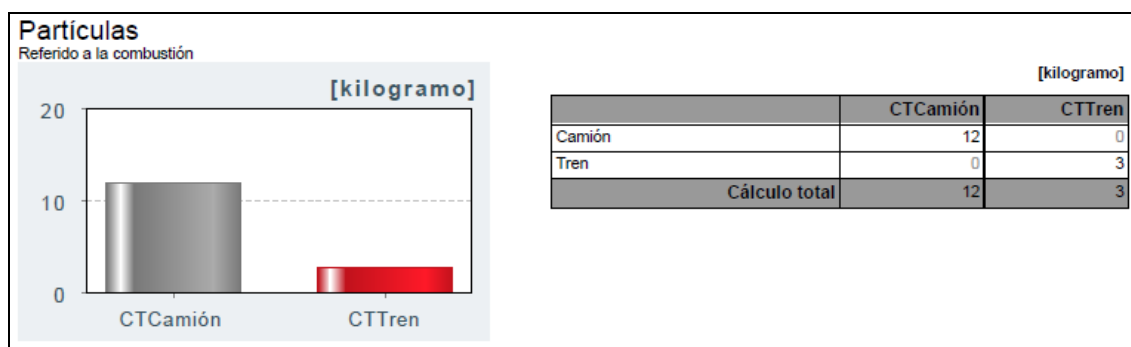 Partículas
Referido a la combustión
[kilogramo]
20
10
0
CTCamión CTTren
[kilogramo]
CTCamión CTTren
Camión 12 0
Tren 0 3
Cálculo total 12 3